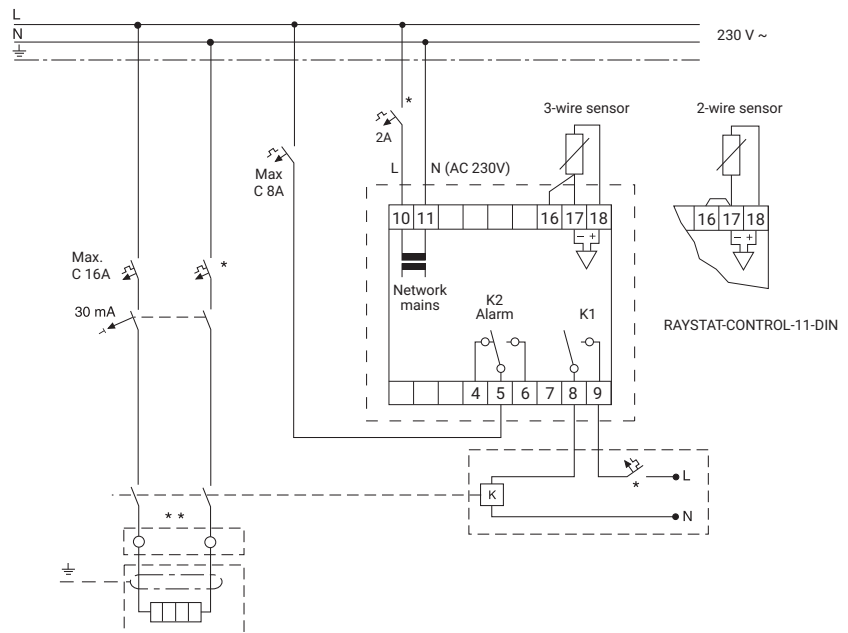 L
N
230 V ~
3-wire sensor
2-wire sensor
*
2A
L
N (AC 230V)
Max
C 8A
10 11 16 17 18
16 17 18
- +
- +
Max.
C 16A
*
Network
mains
K2
Alarm
K1
30 mA
RAYSTAT-CONTROL-11-DIN
4 5 6 7 8 9
L
*
K
N
* *